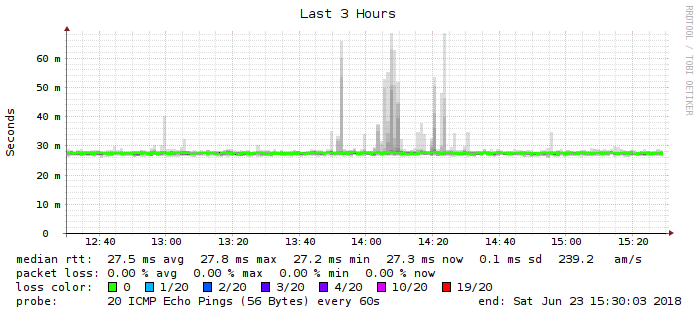 Last 3 Hours
RRDTOOL / TOBI OETIKER
Seconds
60 m
50 m
40 m
30 m
20 m
10 m
0
12:40 13:00 13:20 13:40 14:00 14:20 14:40 15:00 15:20
median rtt: 27.5 ms avg 27.8 ms max 27.2 ms min 27.3 ms now 0.1 ms sd 239.2 am/s
packet loss: 0.00 % avg 0.00 % max 0.00 % min 0.00 % now
loss color: 0 1/20 2/20 3/20 4/20 10/20 19/20
probe: 20 ICMP Echo Pings (56 Bytes) every 60s end: Sat Jun 23 15:30:03 2018